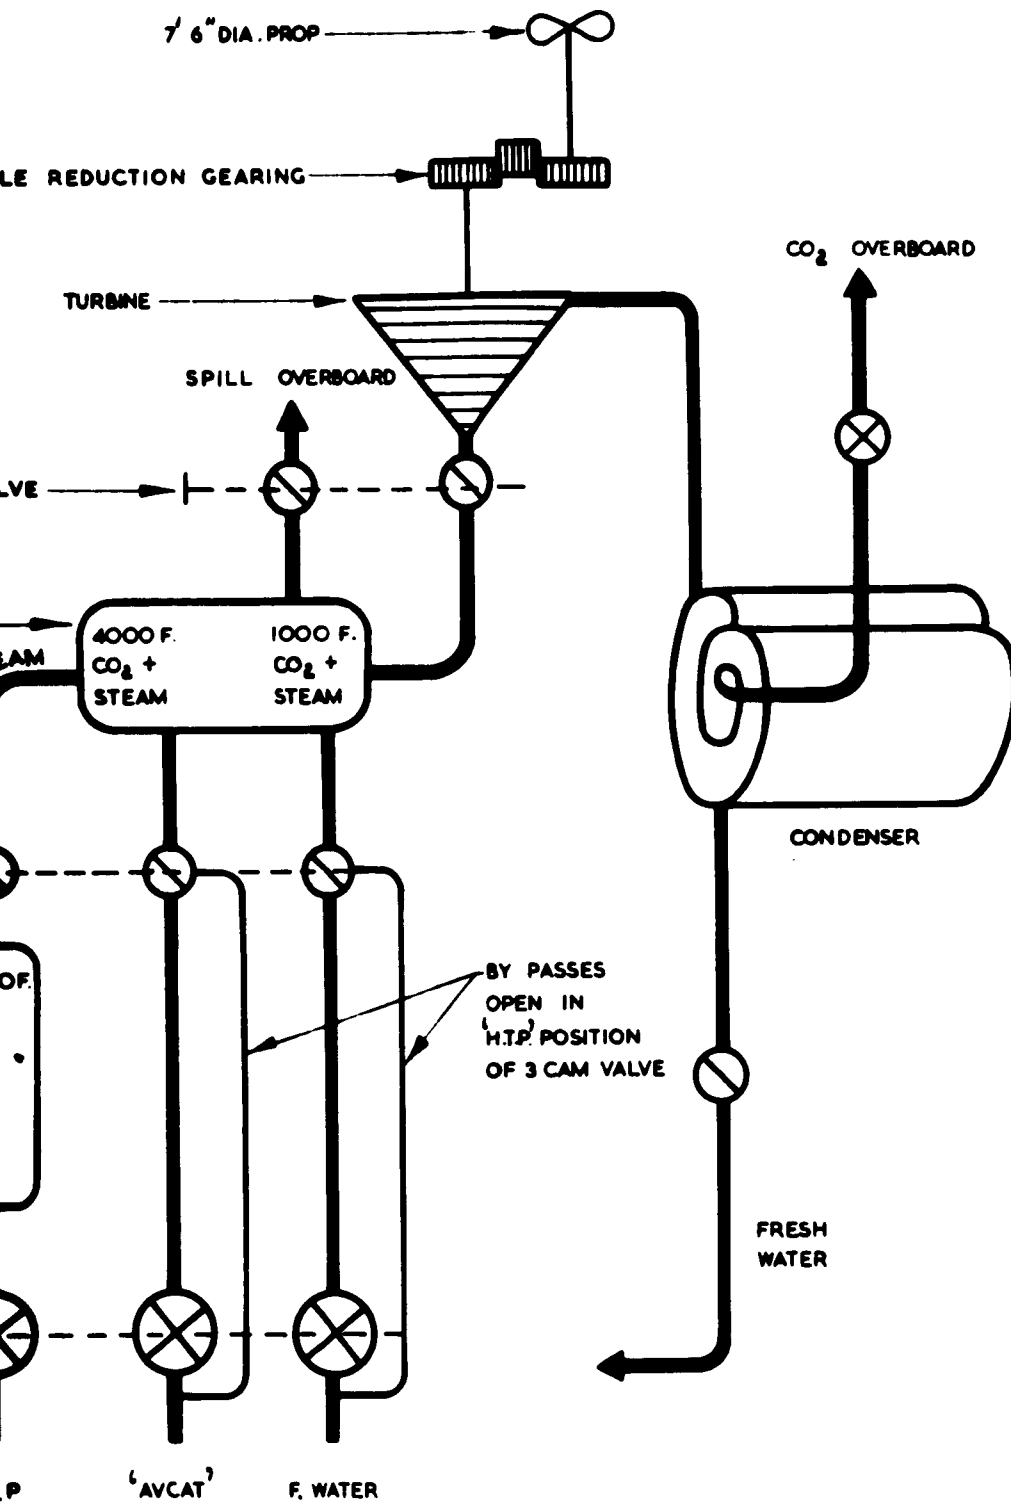 7' 6" DIA. PROP
LE REDUCTION GEARING
CO2 OVERBOARD
TURBINE
SPILL OVERBOARD
LVE
4000 F.
CO2 +
STEAM
1000 F.
CO2 +
STEAM
EAM
CONDENSER
OF.
BY PASSES
OPEN IN
'H.T.P.' POSITION
OF 3 CAM VALVE
FRESH
WATER
.P
'AVCAT'
F. WATER